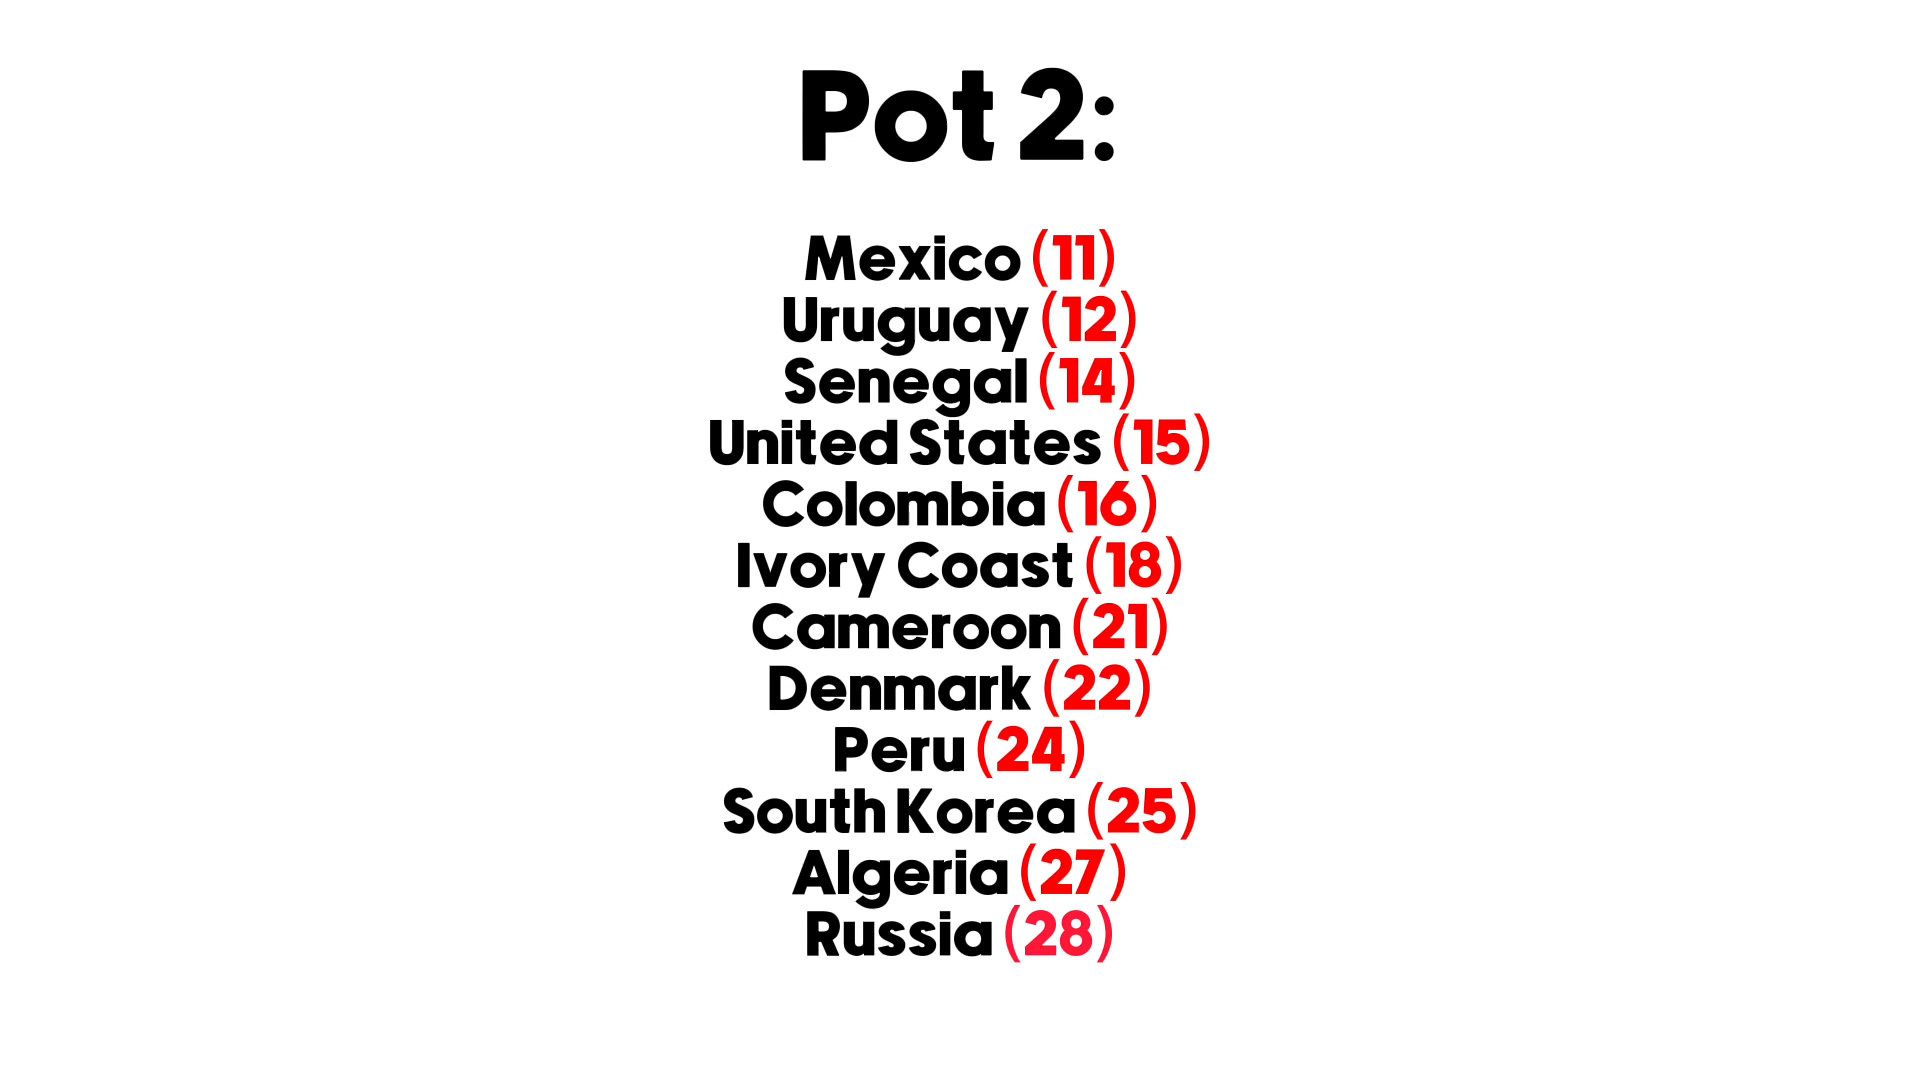 Pot 2:
Mexico (11)
Uruguay (12)
Senegal (14)
United States (15)
Colombia (16)
Ivory Coast (18)
Cameroon (21)
Denmark (22)
Peru (24)
South Korea (25)
Algeria (27)
Russia (28)